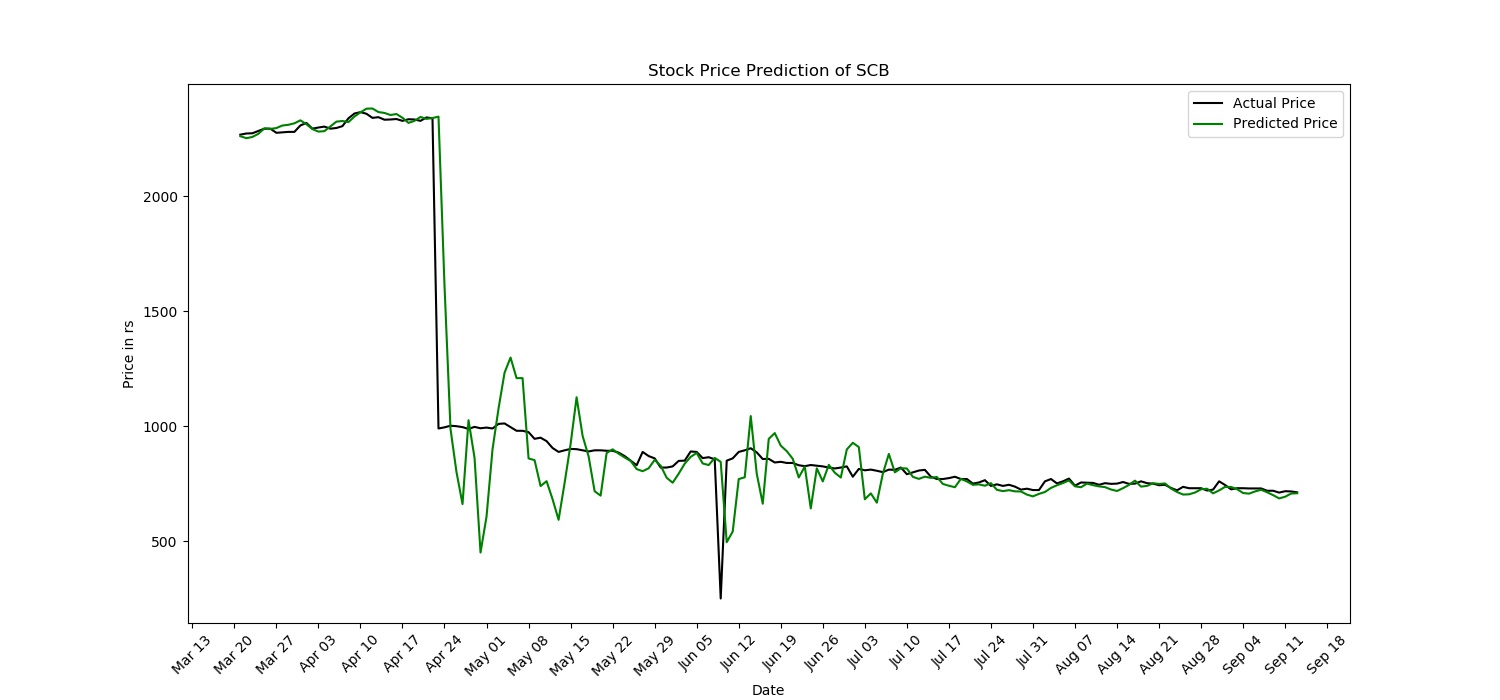 Stock Price Prediction of SCB
Actual Price
Predicted Price
Price in rs
2000
1500
1000
500
Mar 13
Mar 20
Mar 27
Apr 03
Apr 10
Apr 17
Apr 24
May 01
May 08
May 15
May 22
May 29
Jun 05
Jun 12
Jun 19
Jun 26
Jul 03
Jul 10
Jul 17
Jul 24
Jul 31
Aug 07
Aug 14
Aug 21
Aug 28
Sep 04
Sep 11
Sep 18
Date